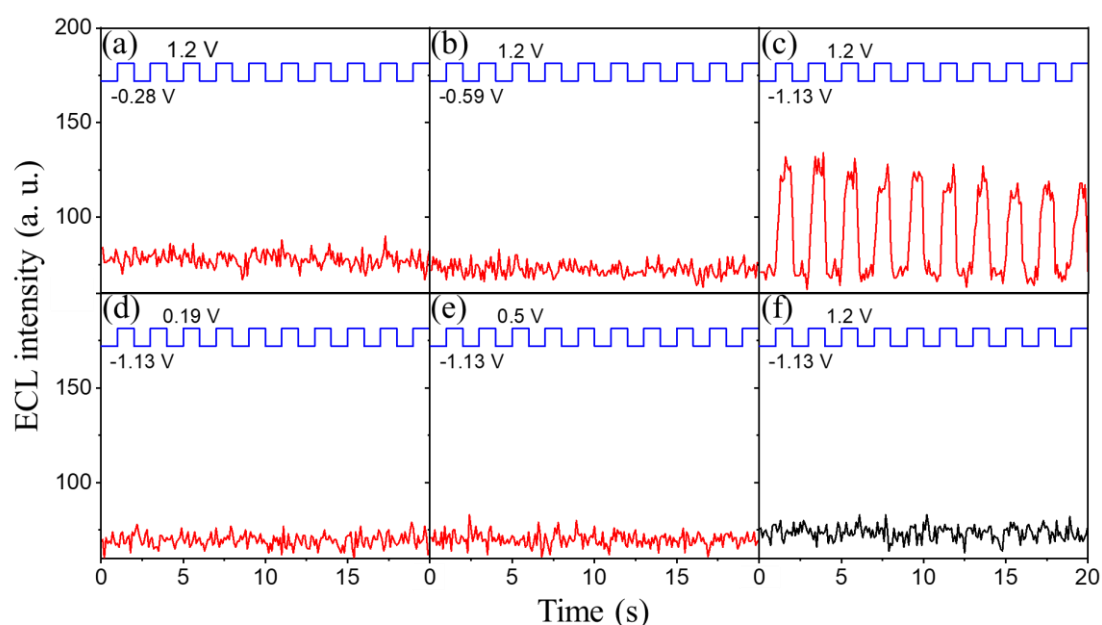 ECL intensity (a. u.)
200
150
100
150
100
(a)
1.2 V
-0.28 V
(b)
1.2 V
-0.59 V
(c)
1.2 V
-1.13 V
(d)
0.19 V
-1.13 V
(e)
0.5 V
-1.13 V
(f)
1.2 V
-1.13 V
0 5 10 15 0 5 10 15 0 5 10 15 20
Time (s)